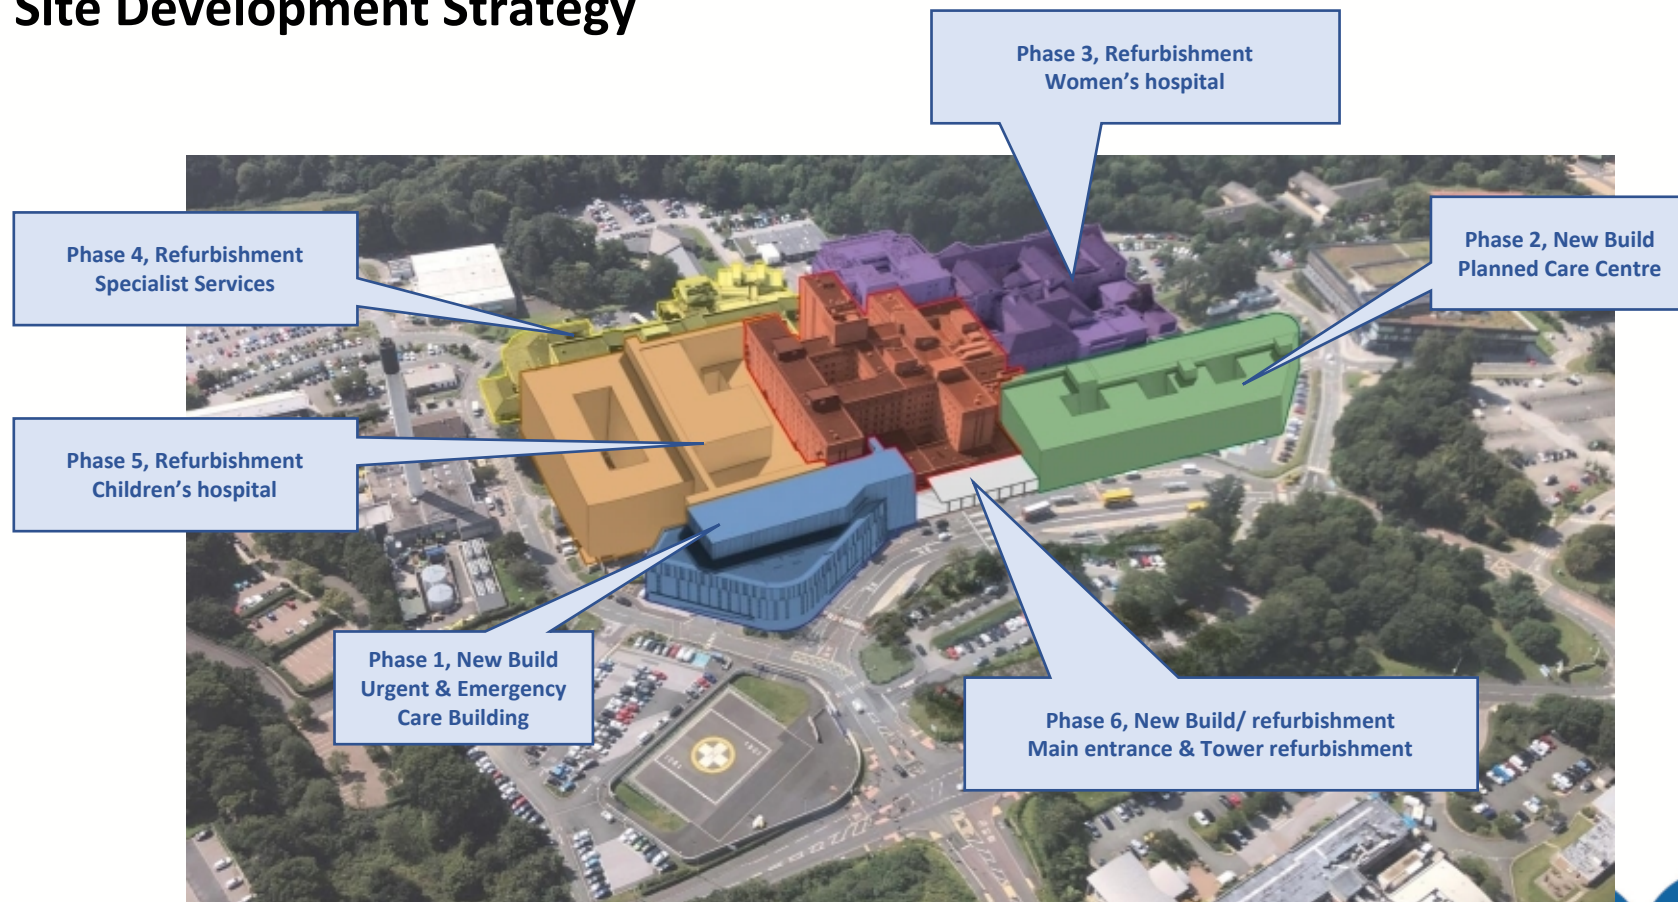 Site Development Strategy
Phase 3, Refurbishment
Women’s hospital
Phase 2, New Build
Planned Care Centre
Phase 4, Refurbishment
Specialist Services
Phase 5, Refurbishment
Children’s hospital
Phase 1, New Build
Urgent & Emergency
Care Building
Phase 6, New Build/ refurbishment
Main entrance & Tower refurbishment